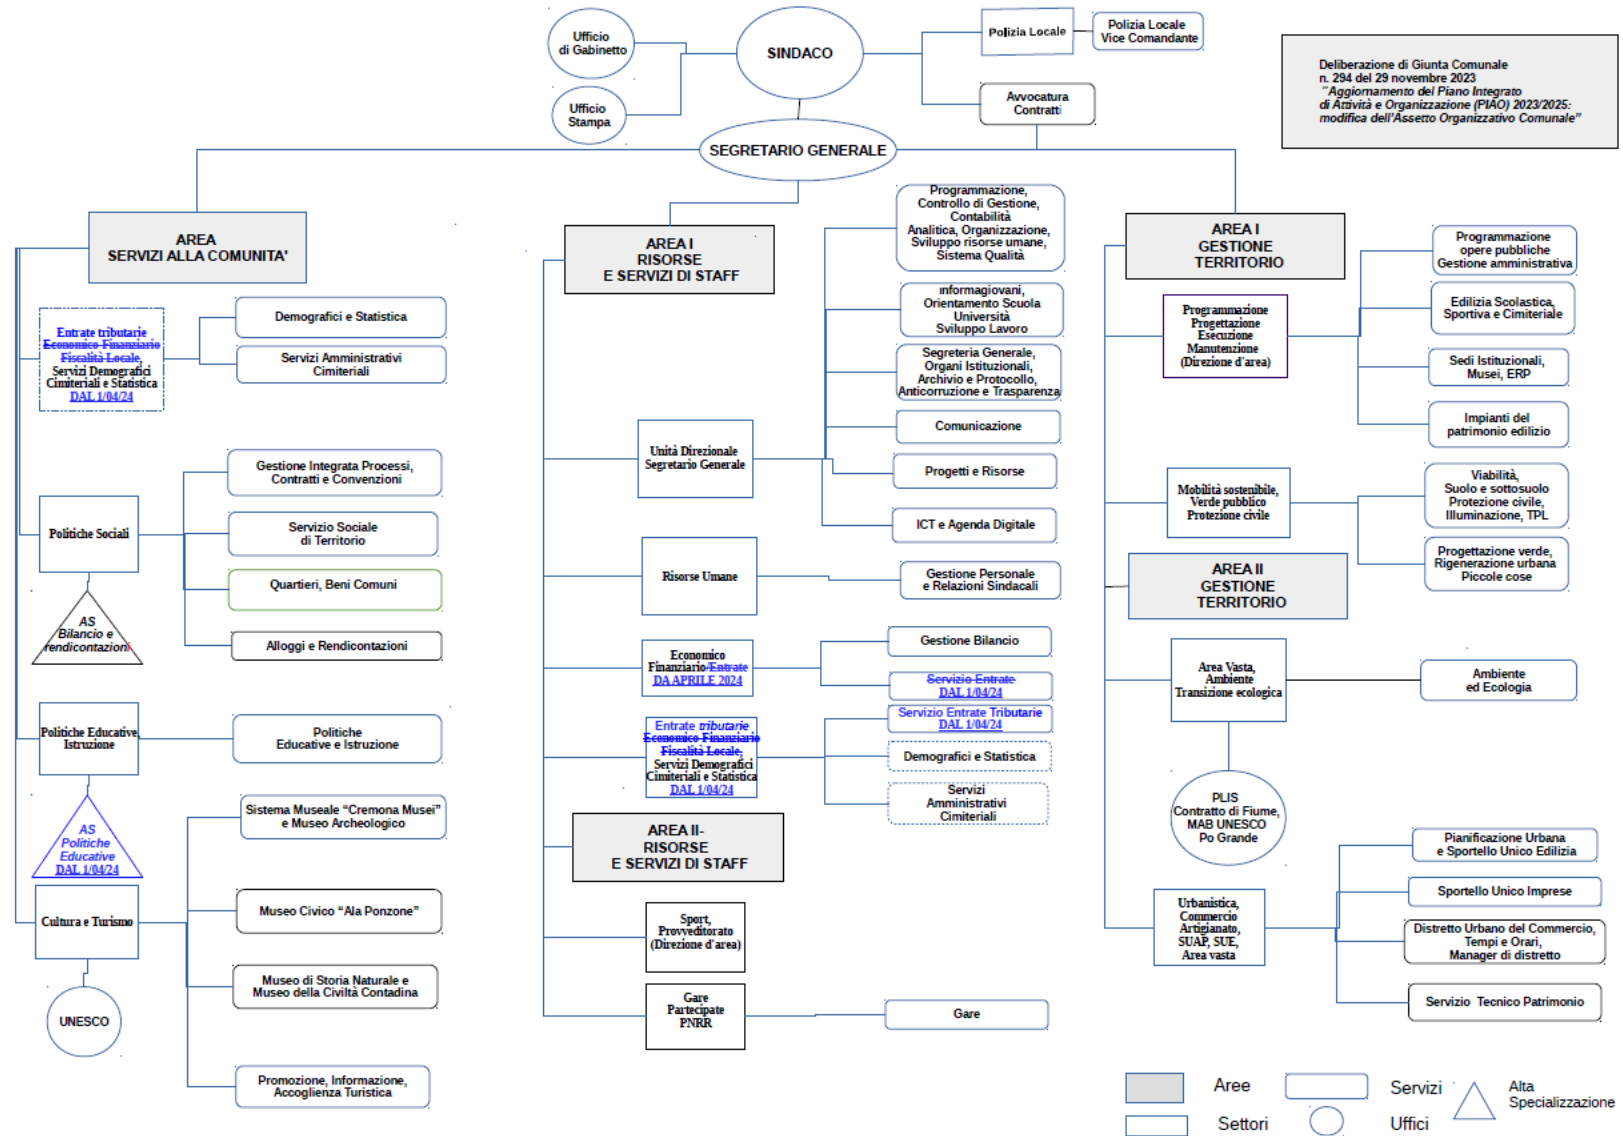 Ufficio
di Gabinetto
SINDACO
Polizia Locale
Polizia Locale
Vice Comandante
Ufficio
Stampa
Avvocatura
Contratti
Deliberazione di Giunta Comunale
n. 294 del 29 novembre 2023
"Aggiornamento del Piano Integrato
di Attività e Organizzazione (PIAO) 2023/2025:
modifica dell'Assetto Organizzativo Comunale"
SEGRETARIO GENERALE
AREA
SERVIZI ALLA COMUNITA'
Entrate tributarie
Economico Finanziario
Fiscalità Locale,
Servizi Demografici
Cimiteriali e Statistica
DAL 1/04/24
Demografici e Statistica
Servizi Amministrativi
Cimiteriali
Politiche Sociali
Gestione Integrata Processi,
Contratti e Convenzioni
Servizio Sociale
di Territorio
Quartieri, Beni Comuni
Alloggi e Rendicontazioni
AS
Bilancio e
rendicontazioni
Politiche Educative,
Istruzione
Politiche
Educative e Istruzione
AS
Politiche
Educative
DAL 1/04/24
Cultura e Turismo
Sistema Museale “Cremona Musei”
e Museo Archeologico
Museo Civico “Ala Ponzone”
Museo di Storia Naturale e
Museo della Civiltà Contadina
Promozione, Informazione,
Accoglienza Turistica
UNESCO
AREA I
RISORSE
E SERVIZI DI STAFF
Unità Direzionale
Segretario Generale
Programmazione,
Controllo di Gestione,
Contabilità
Analitica, Organizzazione,
Sviluppo risorse umane,
Sistema Qualità
Informagiovani,
Orientamento Scuola
Università
Sviluppo Lavoro
Segreteria Generale,
Organi Istituzionali,
Archivio e Protocollo,
Anticorruzione e Trasparenza
Comunicazione
Progetti e Risorse
ICT e Agenda Digitale
Risorse Umane
Gestione Personale
e Relazioni Sindacali
Economico
Finanziario/Entrate
DA APRILE 2024
Gestione Bilancio
Servizio Entrate
DAL 1/04/24
Entrate tributarie
Economico Finanziario
Fiscalità Locale,
Servizi Demografici
Cimiteriali e Statistica
DAL 1/04/24
Servizio Entrate Tributarie
DAL 1/04/24
Demografici e Statistica
Servizi
Amministrativi
Cimiteriali
AREA II-
RISORSE
E SERVIZI DI STAFF
Sport,
Provveditorato
(Direzione d'area)
Gare
Partecipate
PNRR
Gare
AREA I
GESTIONE
TERRITORIO
Programmazione
Progettazione
Esecuzione
Manutenzione
(Direzione d'area)
Programmazione
opere pubbliche
Gestione amministrativa
Edilizia Scolastica,
Sportiva e Cimiteriale
Sedi Istituzionali,
Musei, ERP
Impianti del
patrimonio edilizio
Mobilità sostenibile,
Verde pubblico
Protezione civile
Viabilità,
Suolo e sottosuolo
Protezione civile,
Illuminazione, TPL
Progettazione verde,
Rigenerazione urbana
Piccole cose
AREA II
GESTIONE
TERRITORIO
Area Vasta,
Ambiente
Transizione ecologica
Ambiente
ed Ecologia
PLIS
Contratto di Fiume,
MAB UNESCO
Po Grande
Urbanistica,
Commercio
Artigianato,
SUAP, SUE,
Area vasta
Pianificazione Urbana
e Sportello Unico Edilizia
Sportello Unico Imprese
Distretto Urbano del Commercio,
Tempi e Orari,
Manager di distretto
Servizio Tecnico Patrimonio
Aree
Servizi
Alta
Specializzazione
Settori
Uffici